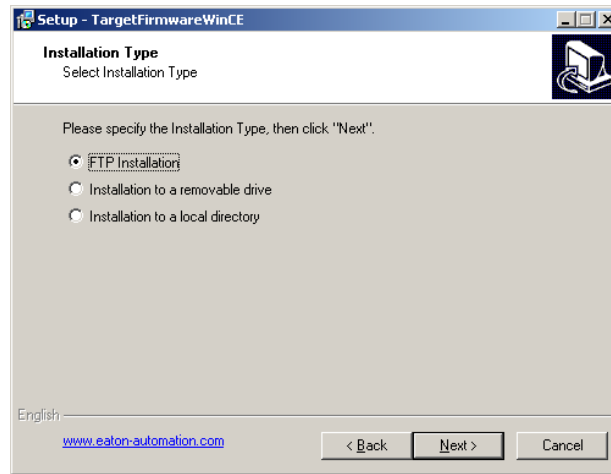 Setup - TargetFirmwareWinCE
Installation Type
Select Installation Type
Please specify the Installation Type, then click "Next".
FTP Installation
Installation to a removable drive
Installation to a local directory
English
www.eaton-automation.com
< Back
Next >
Cancel